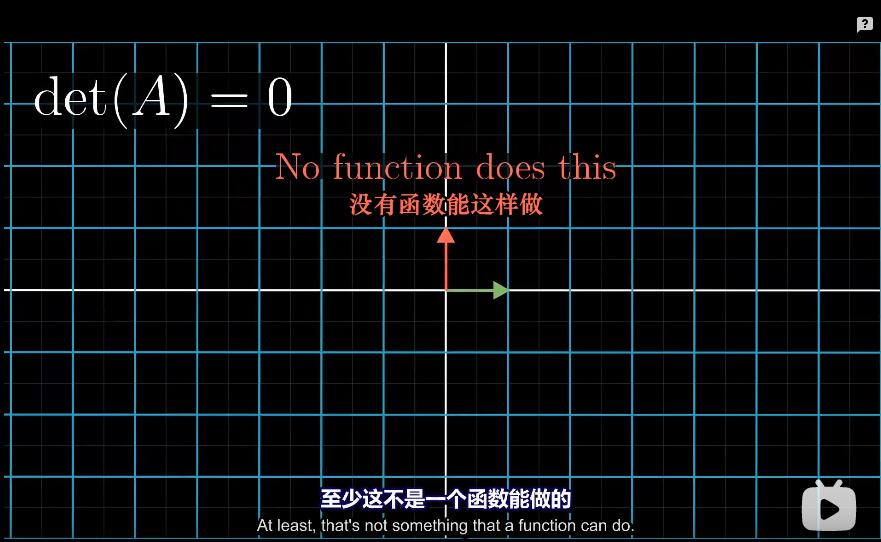 det(A) = 0
No function does this
没有函数能这样做
至少这不是一个函数能做的
At least, that's not something that a function can do.